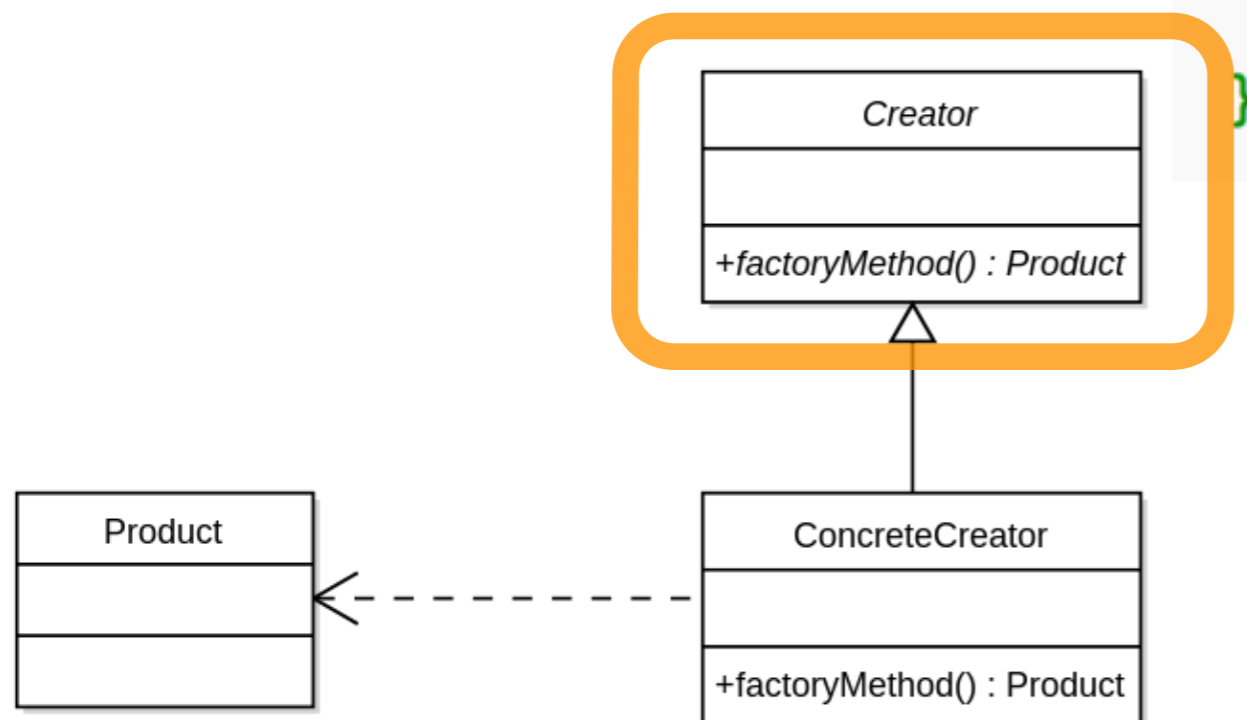 Creator
}
+factoryMethod() : Product
Product
ConcreteCreator
+factoryMethod() : Product